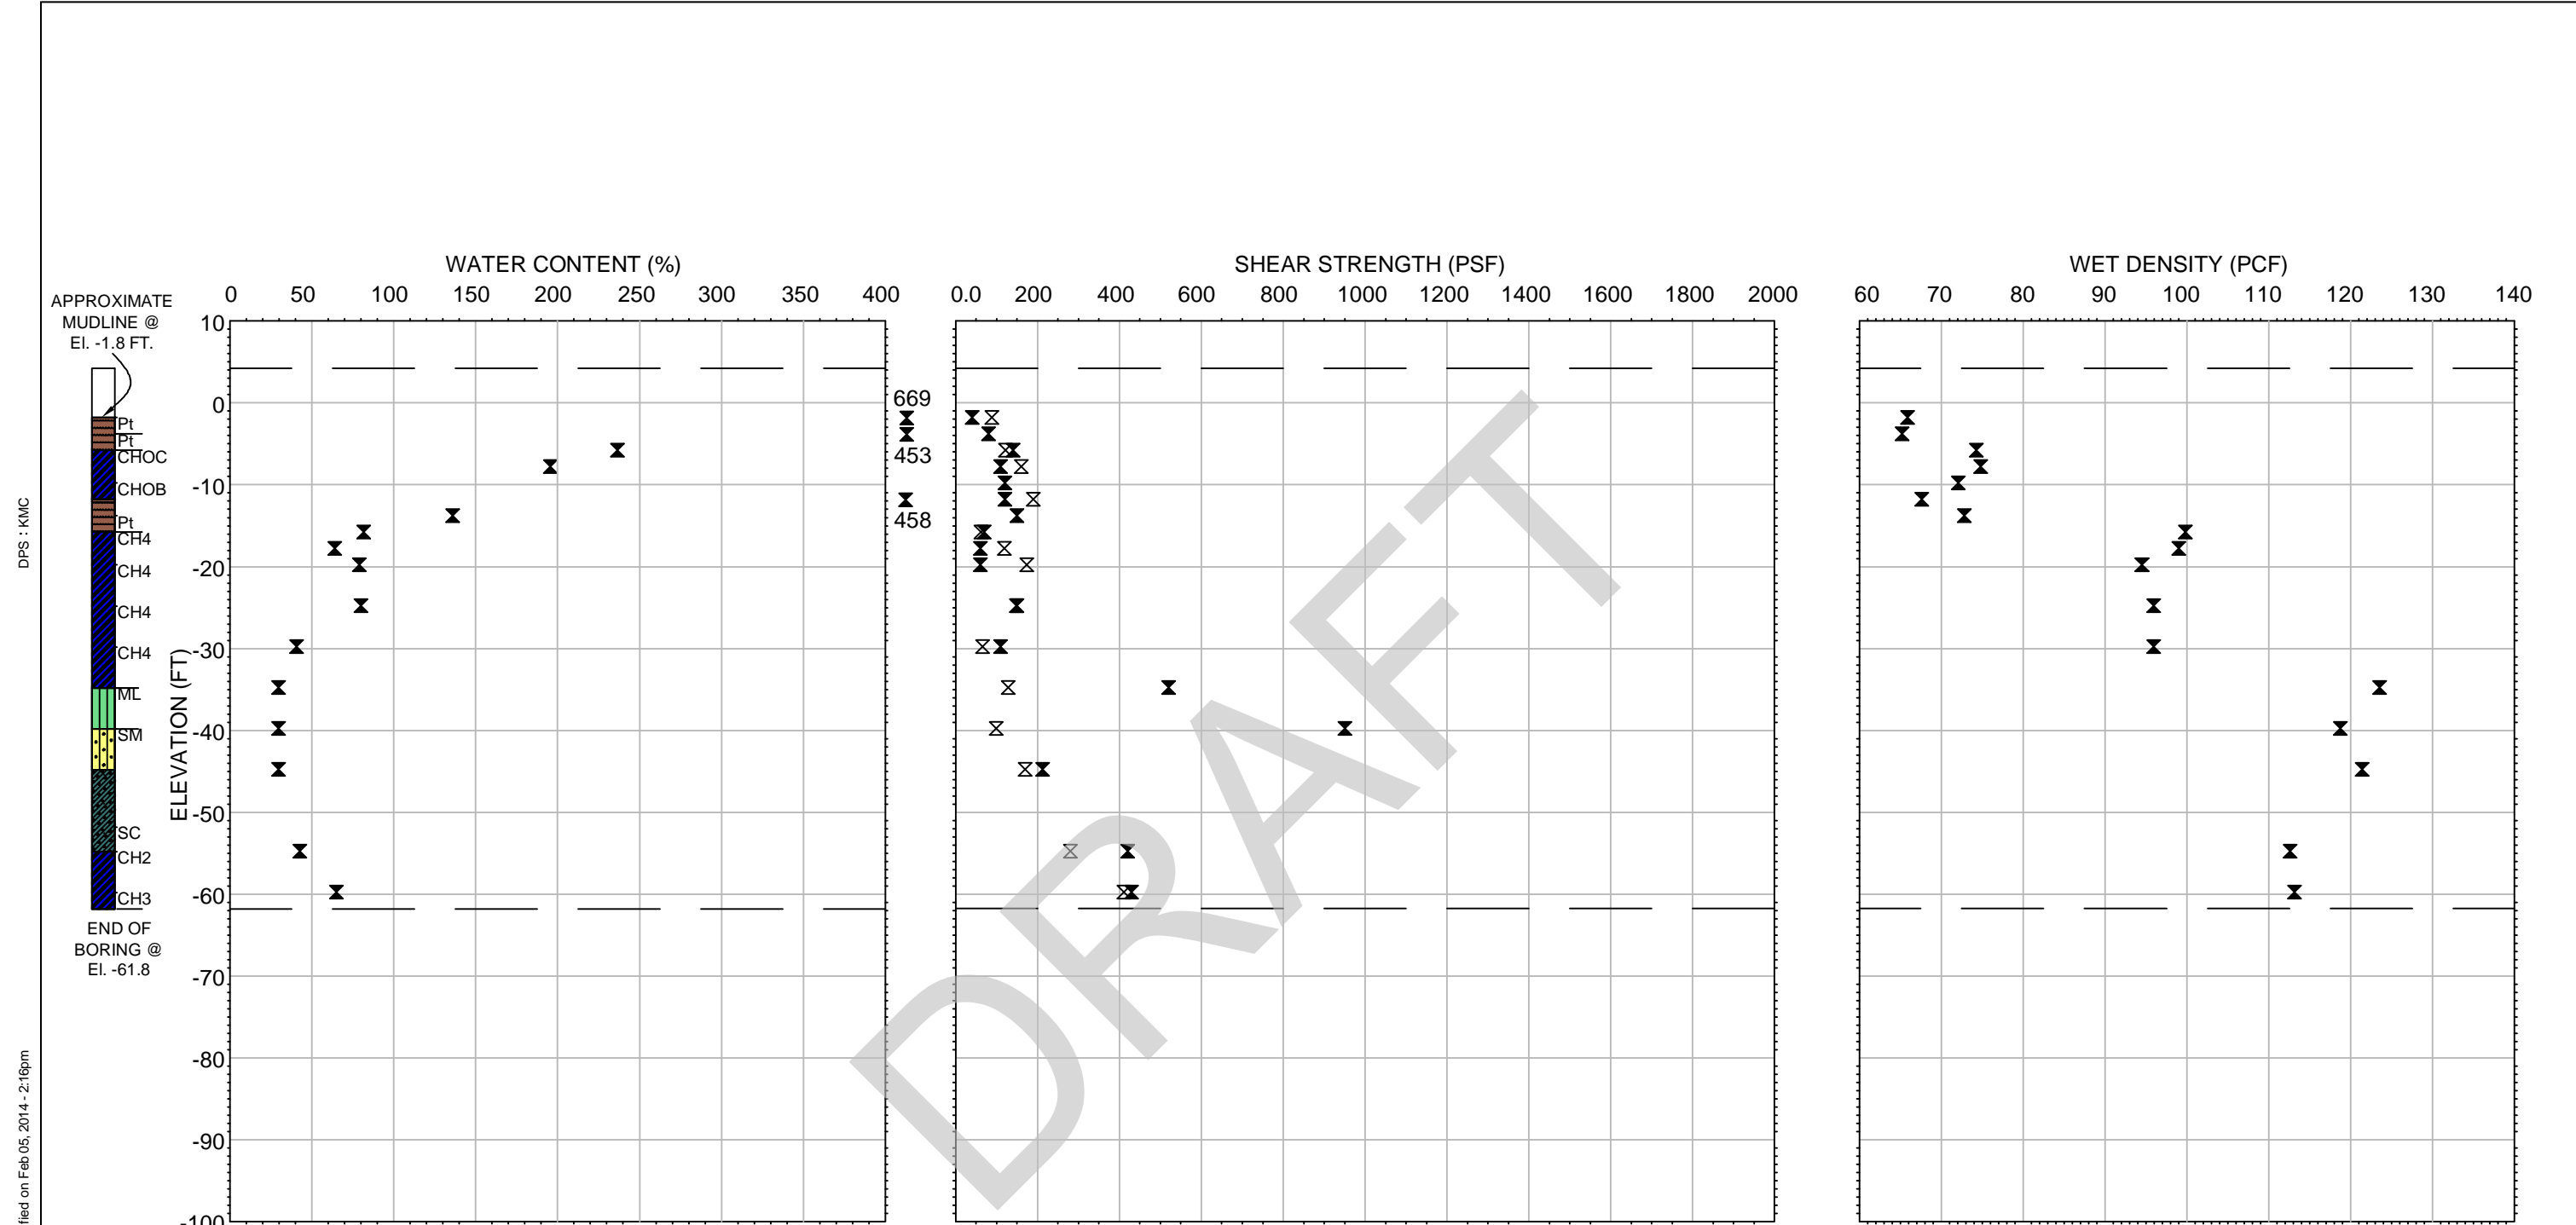 WATER CONTENT (%)
SHEAR STRENGTH (PSF)
WET DENSITY (PCF)
0 50 100 150 200 250 300 350 400
0.0 200 400 600 800 1000 1200 1400 1600 1800 2000
60 70 80 90 100 110 120 130 140
APPROXIMATE
MUDLINE @
El. -1.8 FT.
10
0
-10
-20
-30
-40
-50
-60
-70
-80
-90
-100
ELEVATION (FT)
669
453
458
Pt
Pt
CHOC
CHOB
Pt
CH4
CH4
CH4
CH4
ML
SM
SC
CH2
CH3
END OF
BORING @
El. -61.8
DPS : KMC
fied on Feb 05, 2014 - 2:16pm
DRAFT